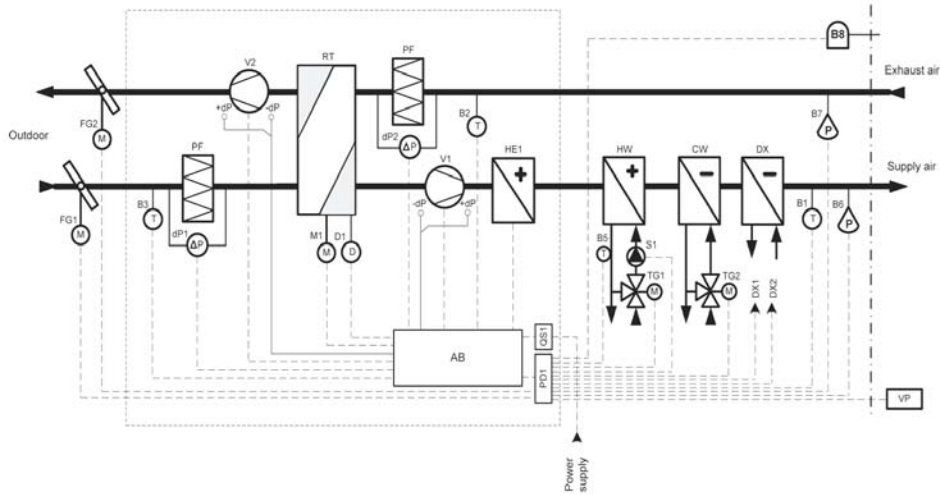 B8
V2
RT
PF
Exhaust air
+dP
-dP
B2
B7
T
P
FG2
M
dP2
ΔP
Outdoor
PF
V1
HE1
HW
CW
DX
Supply air
+
+
−
−
-dP
+dP
FG1
M
B3
T
dP1
ΔP
B1
T
B6
P
M1
M
D1
D
B5
T
S1
TG1
M
TG2
M
DX1
DX2
AB
QS1
PD1
VP
Power
supply